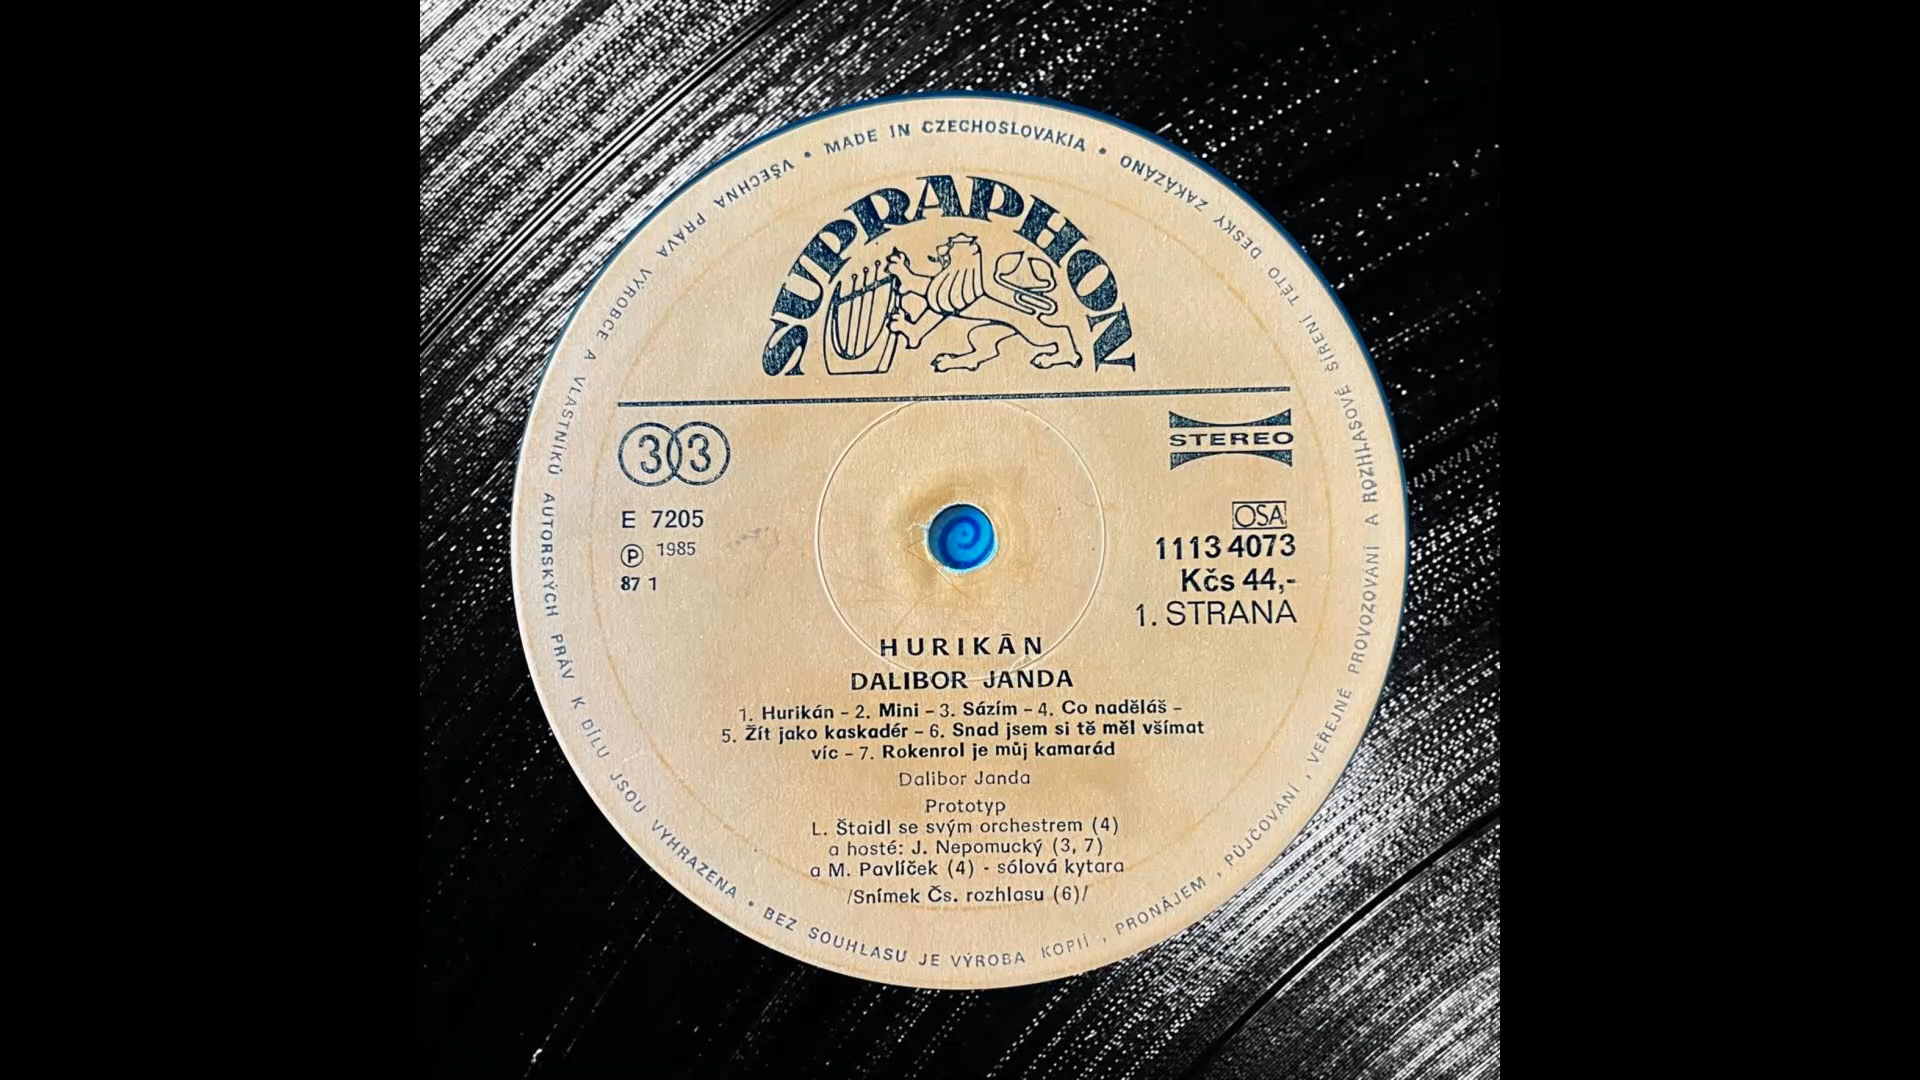 MADE IN CZECHOSLOVAKIA • VŠECHNA PRÁVA VÝROBCE A VLASTNÍKŮ AUTORSKÝCH PRÁV K DÍLU JSOU VYHRAZENA • BEZ SOUHLASU JE VÝROBA KOPIÍ, PRONÁJEM, PŮJČOVÁNÍ, VEŘEJNÉ PROVOZOVÁNÍ A ROZHLASOVÉ ŠÍŘENÍ TÉTO DESKY ZAKÁZÁNO •
SUPRAPHON
33
STEREO
E 7205
Ⓟ 1985
87 1
OSA
1113 4073
Kčs 44,-
1. STRANA
HURIKÁN
DALIBOR JANDA
1. Hurikán – 2. Mini – 3. Sázím – 4. Co naděláš –
5. Žít jako kaskadér – 6. Snad jsem si tě měl všímat
víc – 7. Rokenrol je můj kamarád
Dalibor Janda
Prototyp
L. Štaidl se svým orchestrem (4)
a hosté: J. Nepomucký (3, 7)
a M. Pavlíček (4) - sólová kytara
/Snímek Čs. rozhlasu (6)/